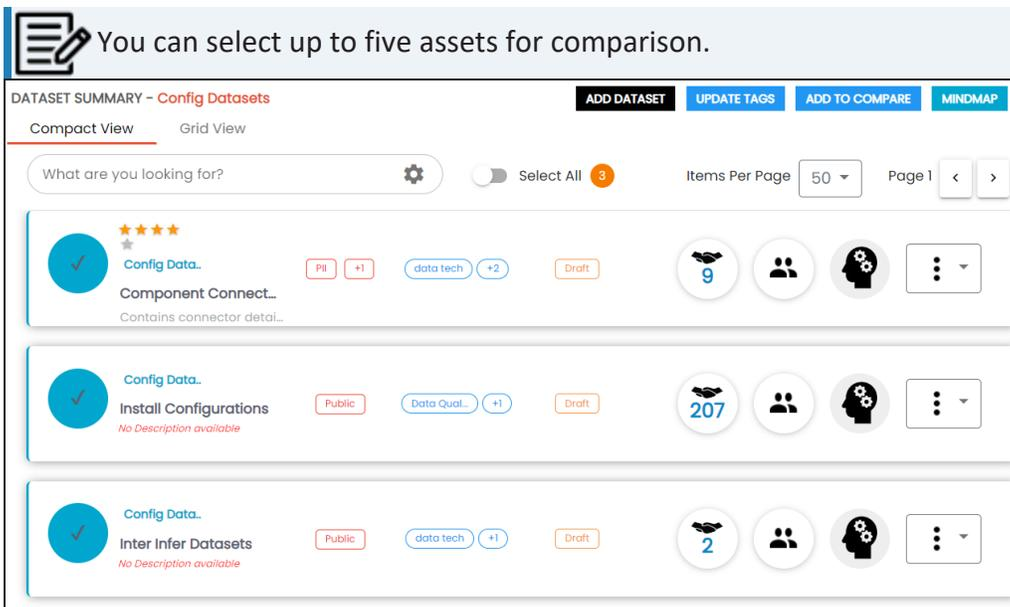 You can select up to five assets for comparison.
DATASET SUMMARY - Config Datasets
ADD DATASET UPDATE TAGS ADD TO COMPARE MINDMAP
Compact View Grid View
What are you looking for? Select All 3 Items Per Page 50 Page 1 < >
Config Data..
PII +1 data tech +2 Draft 9
Component Connect...
Contains connector detai...
Config Data..
Install Configurations Public Data Qual... +1 Draft 207
No Description available
Config Data..
Inter Infer Datasets Public data tech +1 Draft 2
No Description available